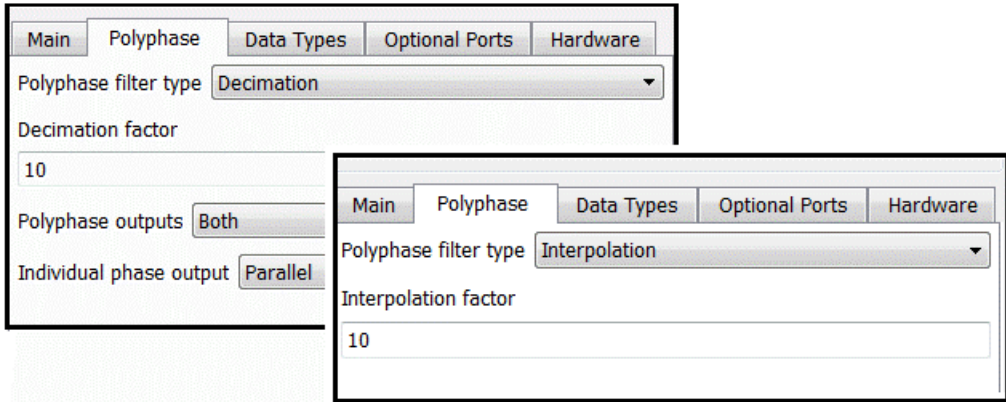 Main Polyphase Data Types Optional Ports Hardware
Polyphase filter type Decimation
Decimation factor
10
Polyphase outputs Both
Individual phase output Parallel
Main Polyphase Data Types Optional Ports Hardware
Polyphase filter type Interpolation
Interpolation factor
10